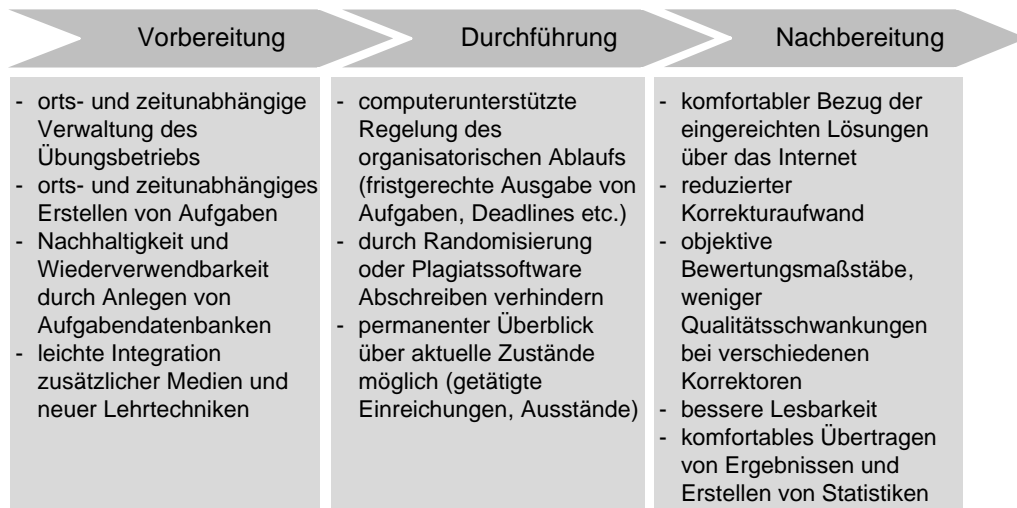 Vorbereitung
Durchführung
Nachbereitung
- orts- und zeitunabhängige
Verwaltung des
Übungsbetriebs
- orts- und zeitunabhängiges
Erstellen von Aufgaben
- Nachhaltigkeit und
Wiederverwendbarkeit
durch Anlegen von
Aufgabendatenbanken
- leichte Integration
zusätzlicher Medien und
neuer Lehrtechniken
- computerunterstützte
Regelung des
organisatorischen Ablaufs
(fristgerechte Ausgabe von
Aufgaben, Deadlines etc.)
- durch Randomisierung
oder Plagiatssoftware
Abschreiben verhindern
- permanenter Überblick
über aktuelle Zustände
möglich (getätigte
Einreichungen, Ausstände)
- komfortabler Bezug der
eingereichten Lösungen
über das Internet
- reduzierter
Korrekturaufwand
- objektive
Bewertungsmaßstäbe,
weniger
Qualitätsschwankungen
bei verschiedenen
Korrektoren
- bessere Lesbarkeit
- komfortables Übertragen
von Ergebnissen und
Erstellen von Statistiken